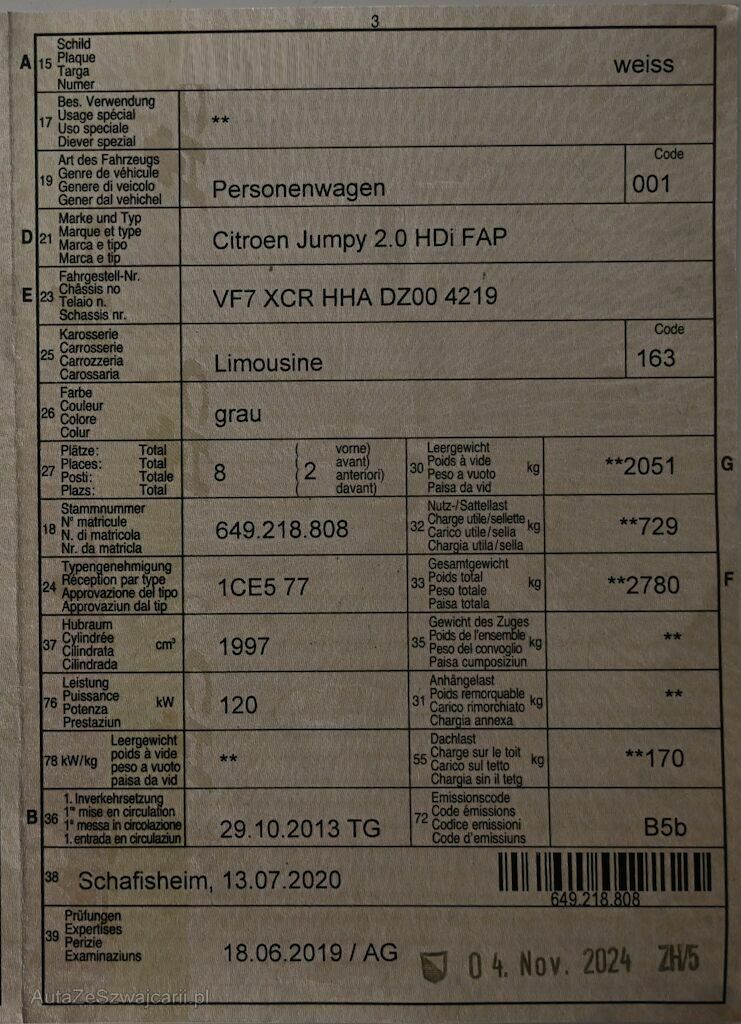 3
A 15 Schild
Plaque
Targa
Numer
weiss
17 Bes. Verwendung
Usage spécial
Uso speciale
Diever spezial
**
19 Art des Fahrzeugs
Genre de véhicule
Genere di veicolo
Gener dal vehichel
Personenwagen
Code
001
D 21 Marke und Typ
Marque et type
Marca e tipo
Marca e tip
Citroen Jumpy 2.0 HDi FAP
E 23 Fahrgestell-Nr.
Châssis no
Telaio n.
Schassis nr.
VF7 XCR HHA DZ00 4219
25 Karosserie
Carrosserie
Carrozzeria
Carossaria
Limousine
Code
163
26 Farbe
Couleur
Colore
Colur
grau
27 Plätze: Total
Places: Total
Posti: Totale
Plazs: Total
8
( vorne)
( 2 avant)
anteriori)
( davant)
30 Leergewicht
Poids à vide
Peso a vuoto
Paisa da vid
kg
**2051
G
18 Stammnummer
N° matricule
N. di matricola
Nr. da matricla
649.218.808
32 Nutz-/Sattellast
Charge utile/sellette
Carico utile/sella
Chargia utila/sella
kg
**729
24 Typengenehmigung
Réception par type
Approvazione del tipo
Approvaziun dal tip
1CE5 77
33 Gesamtgewicht
Poids total
Peso totale
Paisa totala
kg
**2780
F
37 Hubraum
Cylindrée
Cilindrata
Cilindrada
cm³
1997
35 Gewicht des Zuges
Poids de l'ensemble
Peso del convoglio
Paisa cumposiziun
kg
**
76 Leistung
Puissance
Potenza
Prestaziun
kW
120
31 Anhängelast
Poids remorquable
Carico rimorchiato
Chargia annexa
kg
**
78 kW/kg Leergewicht
poids à vide
peso a vuoto
paisa da vid
**
55 Dachlast
Charge sur le toit
Carico sul tetto
Chargia sin il tetg
kg
**170
B 36 1. Inverkehrsetzung
1re mise en circulation
1a messa in circolazione
1. entrada en circulaziun
29.10.2013 TG
72 Emissionscode
Code émissions
Codice emissioni
Code d'emissiuns
B5b
38 Schafisheim, 13.07.2020
649.218.808
39 Prüfungen
Expertises
Perizie
Examinaziuns
18.06.2019 / AG
04. Nov. 2024 ZH/5
AutaZeSzwajcarii.pl